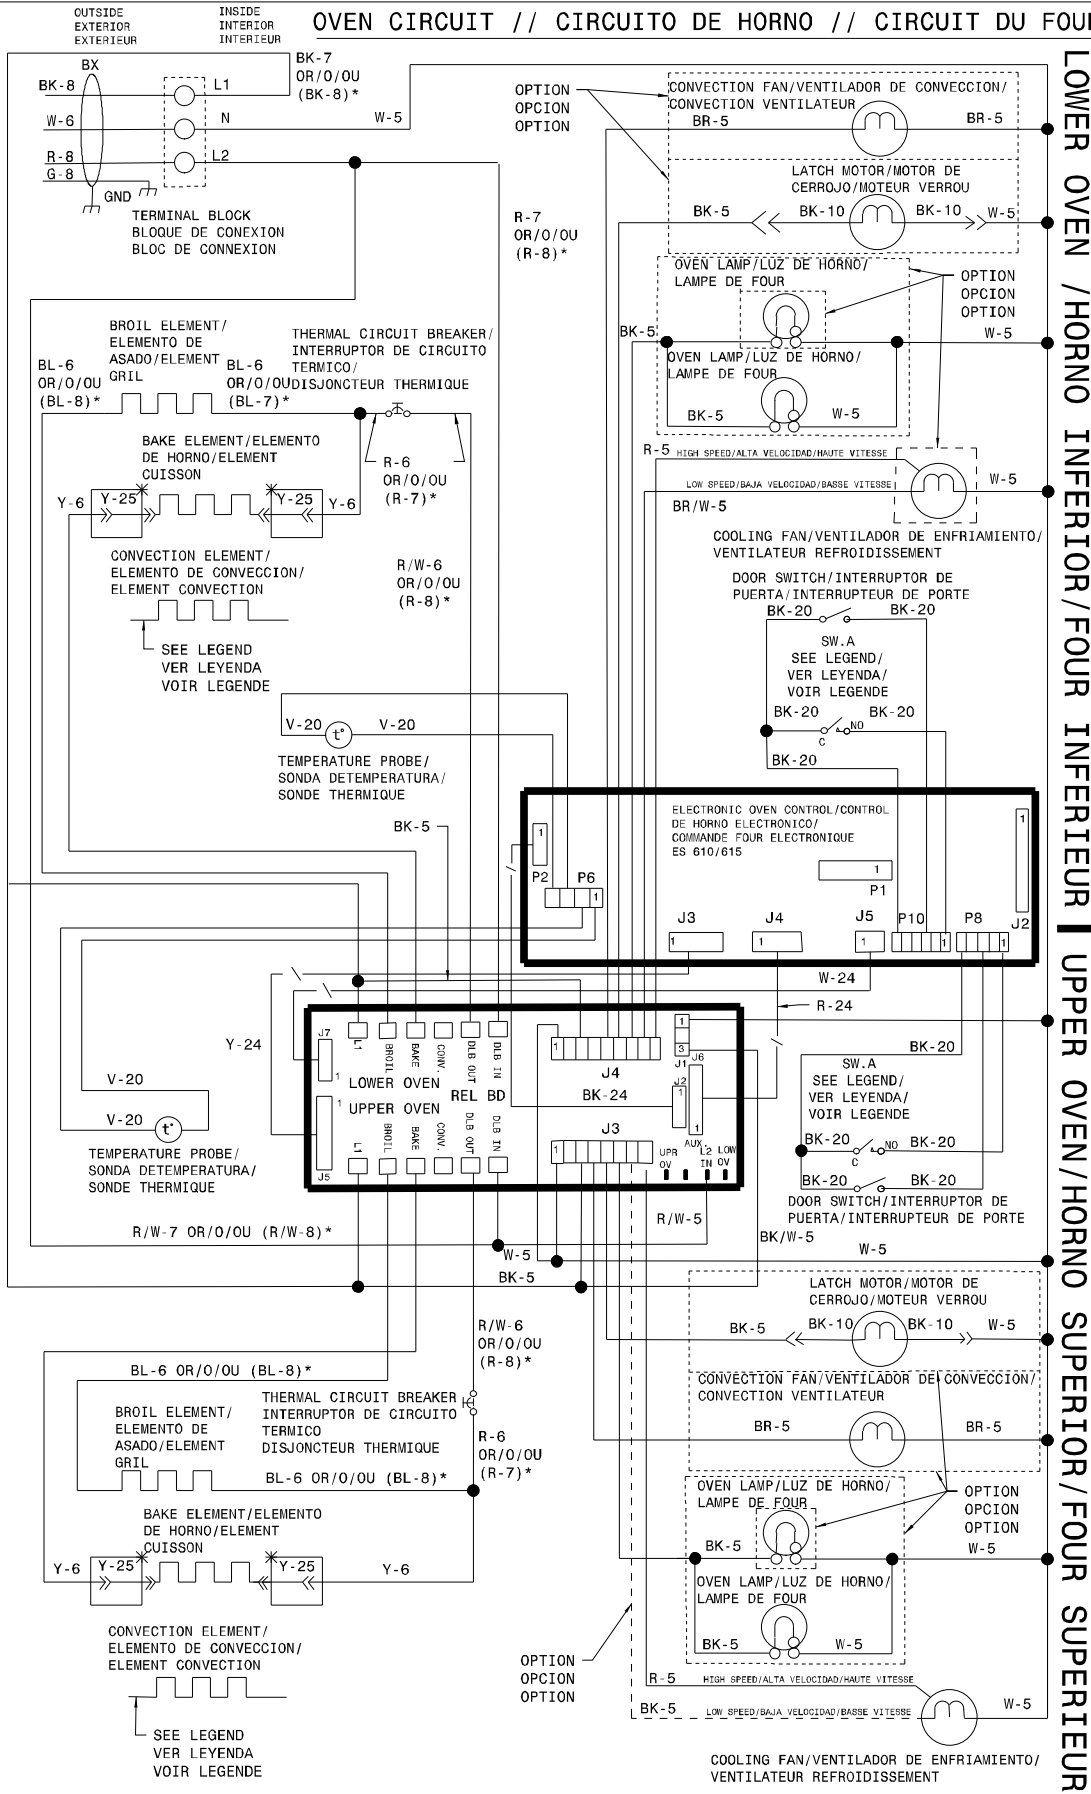 OVEN CIRCUIT // CIRCUITO DE HORNO // CIRCUIT DU FOUR
OUTSIDE
EXTERIOR
EXTERIEUR
INSIDE
INTERIOR
INTERIEUR
BX
BK-8
W-6
R-8
G-8
GND
L1
N
L2
BK-7
OR/O/OU
(BK-8)*
W-5
TERMINAL BLOCK
BLOQUE DE CONEXION
BLOC DE CONNEXION
R-7
OR/O/OU
(R-8)*
OPTION
OPCION
OPTION
CONVECTION FAN/VENTILADOR DE CONVECCION/
CONVECTION VENTILATEUR
BR-5
BR-5
LATCH MOTOR/MOTOR DE
CERROJO/MOTEUR VERROU
BK-5
BK-10
BK-10
W-5
OVEN LAMP/LUZ DE HORNO/
LAMPE DE FOUR
OPTION
OPCION
OPTION
BK-5
W-5
OVEN LAMP/LUZ DE HORNO/
LAMPE DE FOUR
BK-5
W-5
R-5
HIGH SPEED/ALTA VELOCIDAD/HAUTE VITESSE
LOW SPEED/BAJA VELOCIDAD/BASSE VITESSE
BR/W-5
W-5
COOLING FAN/VENTILADOR DE ENFRIAMIENTO/
VENTILATEUR REFROIDISSEMENT
BROIL ELEMENT/
ELEMENTO DE
ASADO/ELEMENT
GRIL
BL-6
OR/O/OU
(BL-8)*
BL-6
OR/O/OU
(BL-7)*
THERMAL CIRCUIT BREAKER/
INTERRUPTOR DE CIRCUITO
TERMICO/
DISJONCTEUR THERMIQUE
BAKE ELEMENT/ELEMENTO
DE HORNO/ELEMENT
CUISSON
Y-6
Y-25
Y-25
Y-6
R-6
OR/O/OU
(R-7)*
CONVECTION ELEMENT/
ELEMENTO DE CONVECCION/
ELEMENT CONVECTION
SEE LEGEND
VER LEYENDA
VOIR LEGENDE
R/W-6
OR/O/OU
(R-8)*
DOOR SWITCH/INTERRUPTOR DE
PUERTA/INTERRUPTEUR DE PORTE
BK-20
BK-20
SW.A
SEE LEGEND/
VER LEYENDA/
VOIR LEGENDE
BK-20
BK-20
C
NO
BK-20
V-20
t°
V-20
TEMPERATURE PROBE/
SONDA DETEMPERATURA/
SONDE THERMIQUE
BK-5
ELECTRONIC OVEN CONTROL/CONTROL
DE HORNO ELECTRONICO/
COMMANDE FOUR ELECTRONIQUE
ES 610/615
1
P2
P6
1
1
P1
1
J2
J3
1
J4
1
J5
1
P10
1
P8
1
W-24
R-24
Y-24
J7
1
L1
BROIL
BAKE
CONV.
DLB OUT
DLB IN
LOWER OVEN
UPPER OVEN
REL BD
1
J5
L1
BROIL
BAKE
CONV.
DLB OUT
DLB IN
1
J4
BK-24
J3
1
1
3
J1
J6
J2
1
1
AUX.
UPR
OV
L2
IN
LOW
OV
V-20
V-20
t°
TEMPERATURE PROBE/
SONDA DETEMPERATURA/
SONDE THERMIQUE
BK-20
SW.A
SEE LEGEND/
VER LEYENDA/
VOIR LEGENDE
BK-20
NO
BK-20
C
BK-20
BK-20
DOOR SWITCH/INTERRUPTOR DE
PUERTA/INTERRUPTEUR DE PORTE
R/W-5
BK/W-5
W-5
R/W-7 OR/O/OU (R/W-8)*
W-5
BK-5
LATCH MOTOR/MOTOR DE
CERROJO/MOTEUR VERROU
BK-5
BK-10
BK-10
W-5
CONVECTION FAN/VENTILADOR DE CONVECCION/
CONVECTION VENTILATEUR
BR-5
BR-5
R/W-6
OR/O/OU
(R-8)*
BL-6 OR/O/OU (BL-8)*
THERMAL CIRCUIT BREAKER
INTERRUPTOR DE CIRCUITO
TERMICO
DISJONCTEUR THERMIQUE
BROIL ELEMENT/
ELEMENTO DE
ASADO/ELEMENT
GRIL
BL-6 OR/O/OU (BL-8)*
R-6
OR/O/OU
(R-7)*
OVEN LAMP/LUZ DE HORNO/
LAMPE DE FOUR
OPTION
OPCION
OPTION
BK-5
W-5
OVEN LAMP/LUZ DE HORNO/
LAMPE DE FOUR
BK-5
W-5
BAKE ELEMENT/ELEMENTO
DE HORNO/ELEMENT
CUISSON
Y-6
Y-25
Y-25
Y-6
CONVECTION ELEMENT/
ELEMENTO DE CONVECCION/
ELEMENT CONVECTION
SEE LEGEND
VER LEYENDA
VOIR LEGENDE
OPTION
OPCION
OPTION
R-5
HIGH SPEED/ALTA VELOCIDAD/HAUTE VITESSE
BK-5
LOW SPEED/BAJA VELOCIDAD/BASSE VITESSE
W-5
COOLING FAN/VENTILADOR DE ENFRIAMIENTO/
VENTILATEUR REFROIDISSEMENT
LOWER OVEN /HORNO INFERIOR/FOUR INFERIEUR
UPPER OVEN/HORNO SUPERIOR/FOUR SUPERIEUR